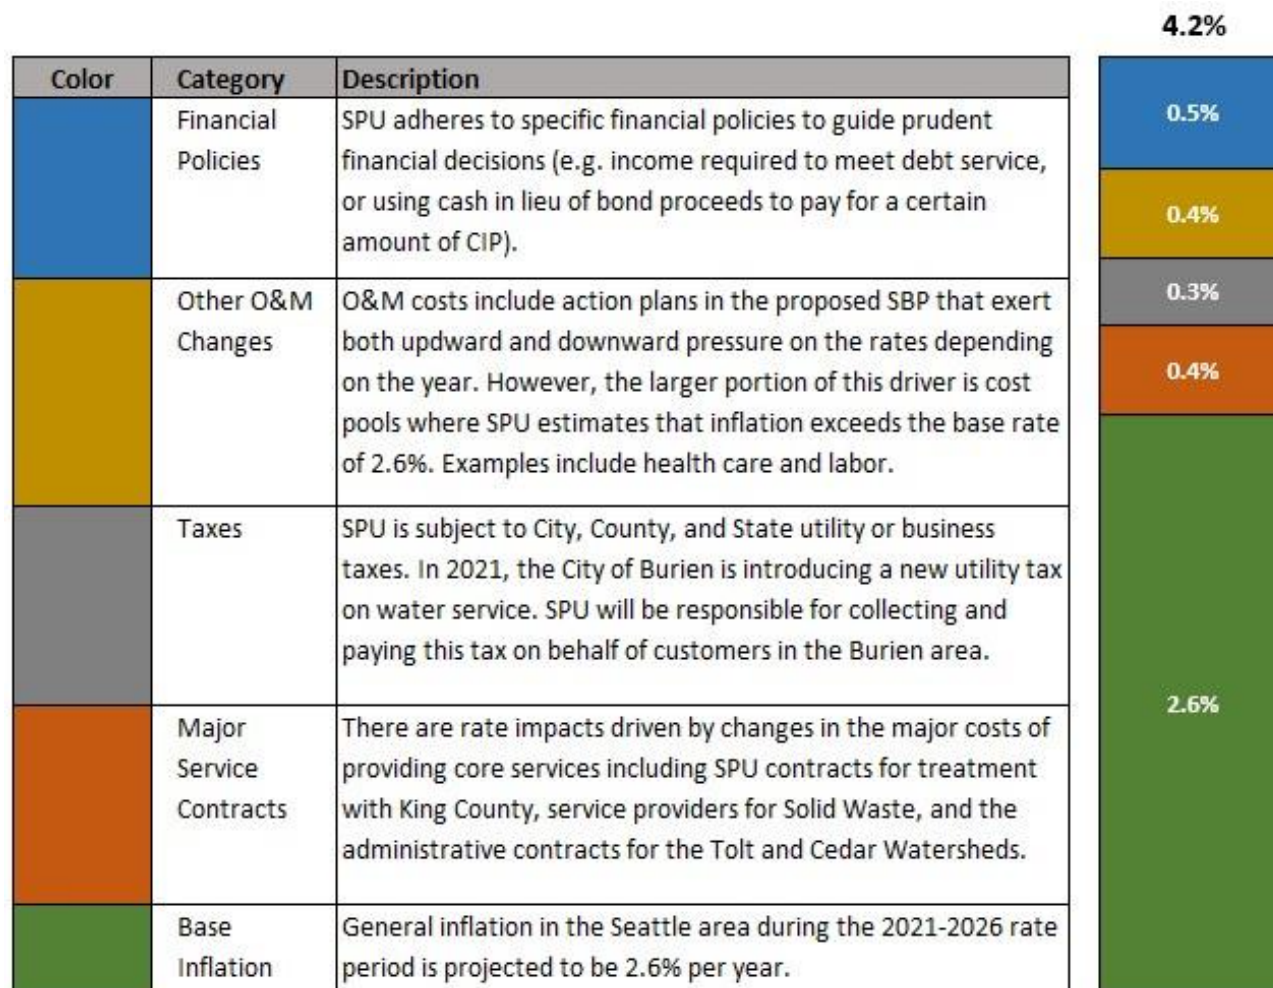 4.2%
Color Category Description
Financial Policies
SPU adheres to specific financial policies to guide prudent
financial decisions (e.g. income required to meet debt service,
or using cash in lieu of bond proceeds to pay for a certain
amount of CIP).
Other O&M Changes
O&M costs include action plans in the proposed SBP that exert
both updward and downward pressure on the rates depending
on the year. However, the larger portion of this driver is cost
pools where SPU estimates that inflation exceeds the base rate
of 2.6%. Examples include health care and labor.
Taxes
SPU is subject to City, County, and State utility or business
taxes. In 2021, the City of Burien is introducing a new utility tax
on water service. SPU will be responsible for collecting and
paying this tax on behalf of customers in the Burien area.
Major Service Contracts
There are rate impacts driven by changes in the major costs of
providing core services including SPU contracts for treatment
with King County, service providers for Solid Waste, and the
administrative contracts for the Tolt and Cedar Watersheds.
Base Inflation
General inflation in the Seattle area during the 2021-2026 rate
period is projected to be 2.6% per year.
0.5%
0.4%
0.3%
0.4%
2.6%